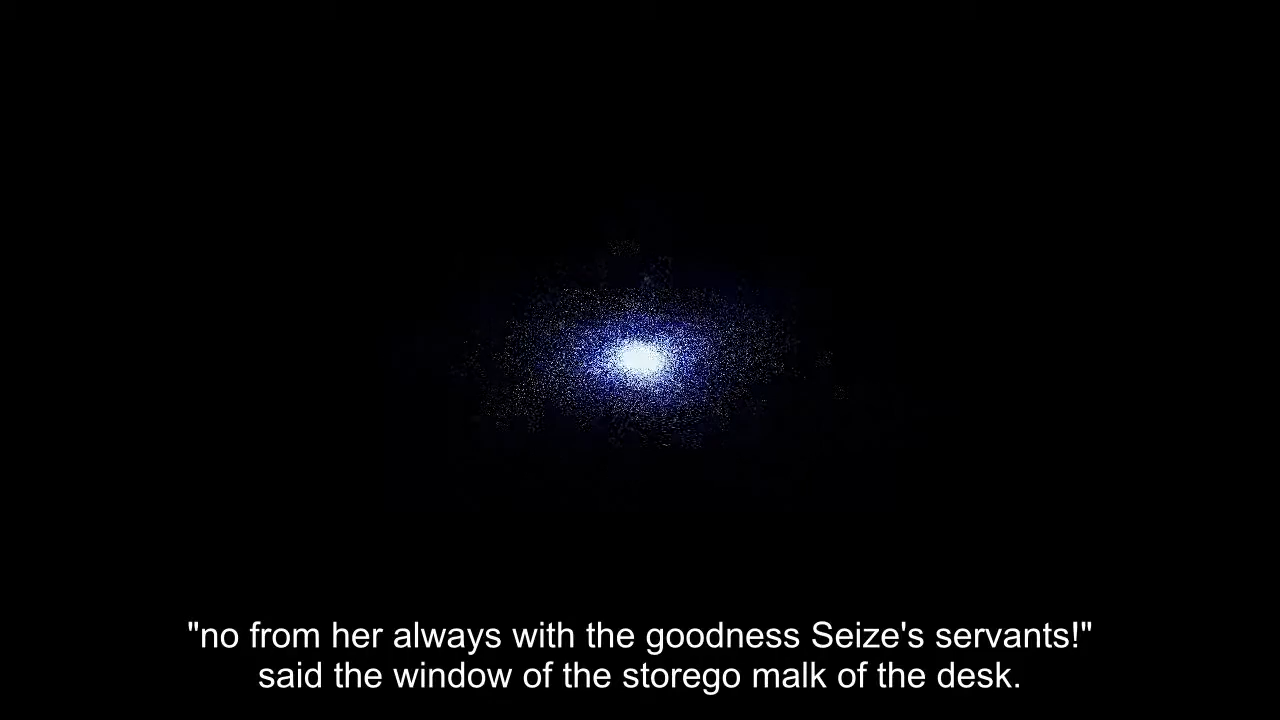 "no from her always with the goodness Seize's servants!"
said the window of the storego malk of the desk.